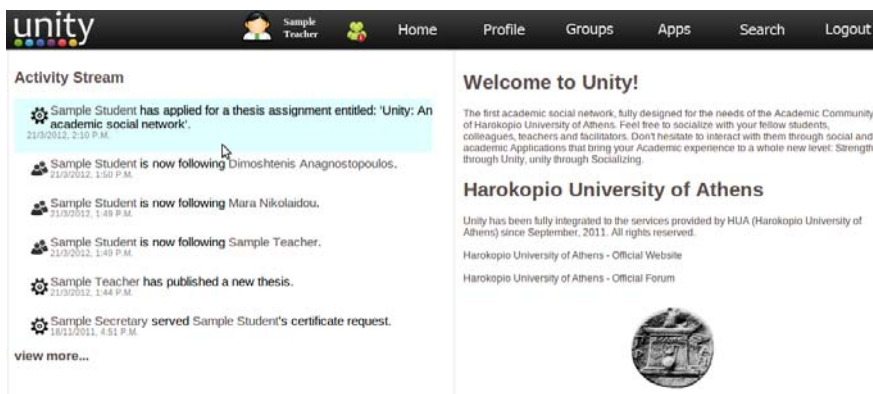 unity
Sample
Teacher
Home
Profile
Groups
Apps
Search
Logout
Activity Stream
Sample Student has applied for a thesis assignment entitled: 'Unity: An
academic social network'.
21/3/2012, 2:10 P.M.
Sample Student is now following Dimoshtenis Anagnostopoulos.
21/3/2012, 1:50 P.M.
Sample Student is now following Mara Nikolaidou.
21/3/2012, 1:49 P.M.
Sample Student is now following Sample Teacher.
21/3/2012, 1:49 P.M.
Sample Teacher has published a new thesis.
21/3/2012, 1:44 P.M.
Sample Secretary served Sample Student's certificate request.
18/11/2011, 4:51 P.M.
view more...
Welcome to Unity!
The first academic social network, fully designed for the needs of the Academic Community
of Harokopio University of Athens. Feel free to socialize with your fellow students,
colleagues, teachers and facilitators. Don't hesitate to interact with them through social and
academic Applications that bring your Academic experience to a whole new level: Strength
through Unity, unity through Socializing.
Harokopio University of Athens
Unity has been fully integrated to the services provided by HUA (Harokopio University of
Athens) since September, 2011. All rights reserved.
Harokopio University of Athens - Official Website
Harokopio University of Athens - Official Forum